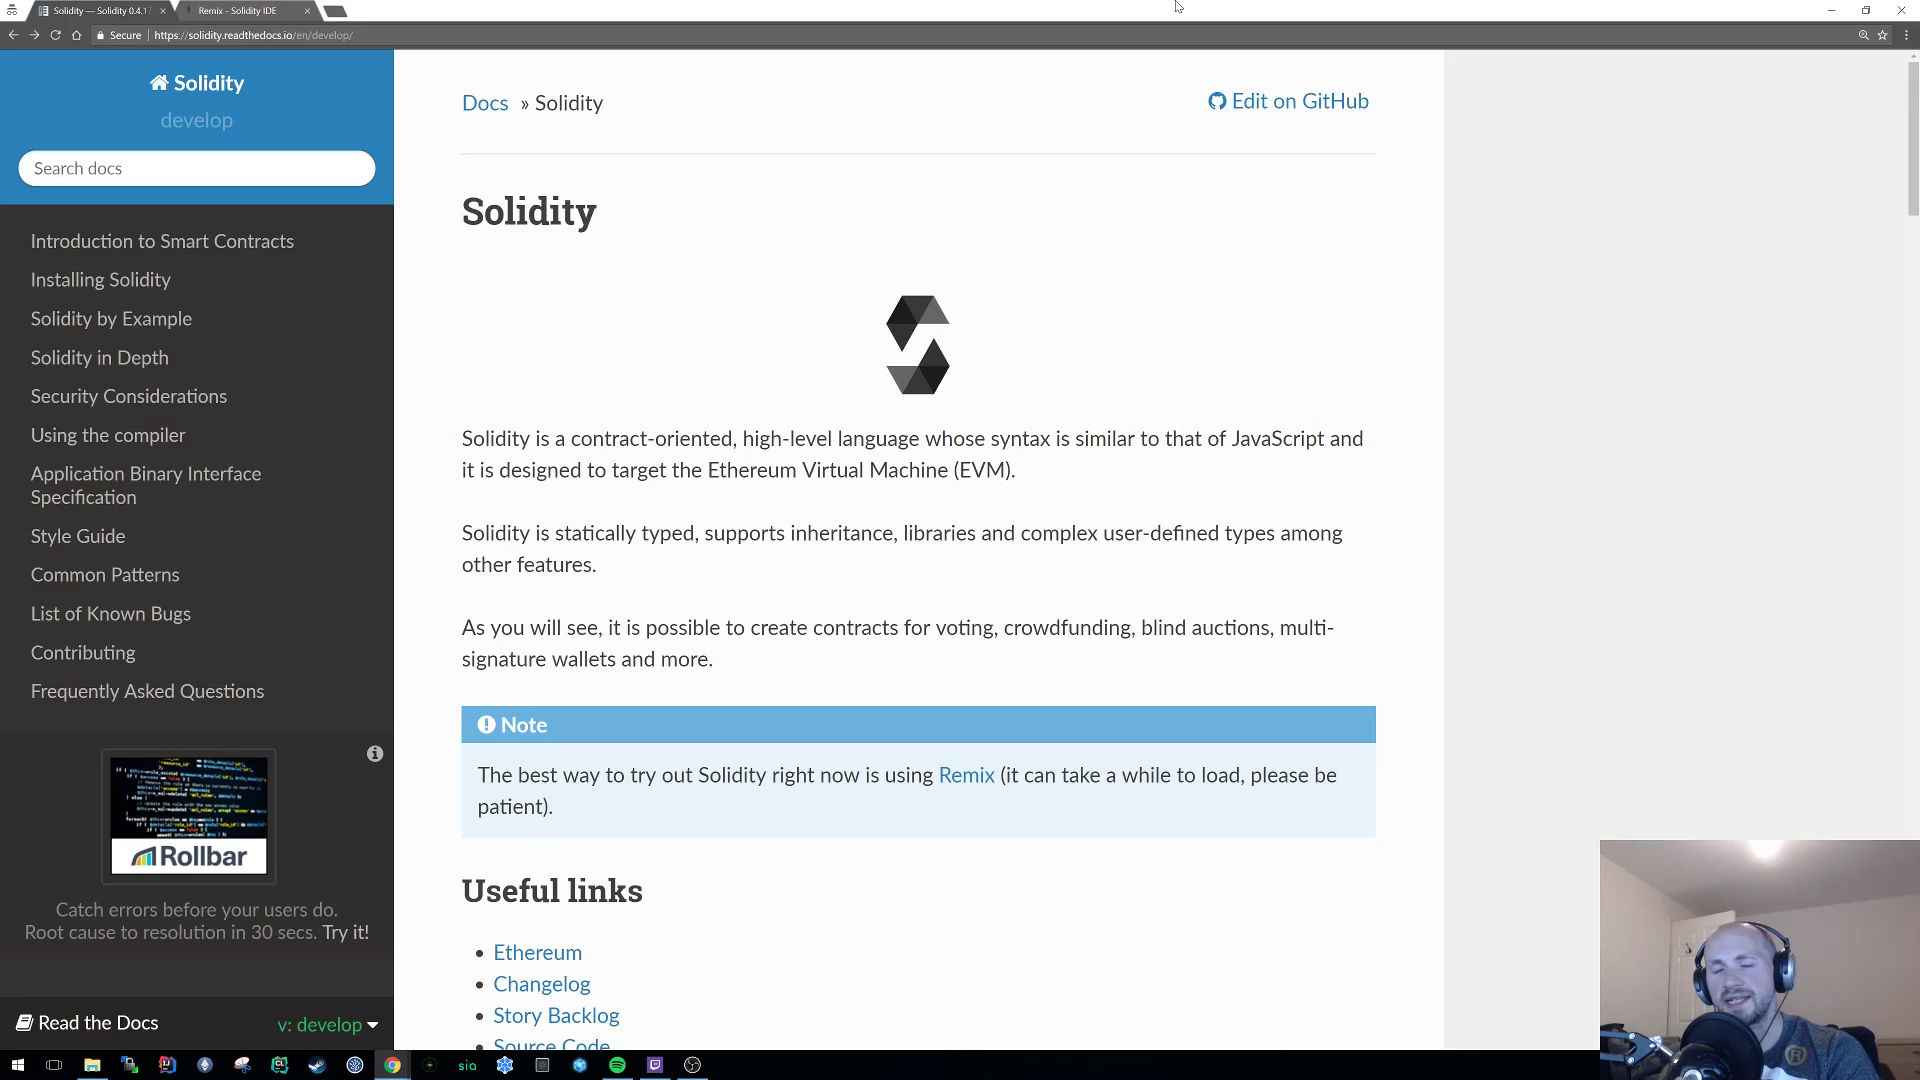 Solidity — Solidity 0.4.17
Remix - Solidity IDE
Secure
https://solidity.readthedocs.io/en/develop/
Solidity
develop
Search docs
Introduction to Smart Contracts
Installing Solidity
Solidity by Example
Solidity in Depth
Security Considerations
Using the compiler
Application Binary Interface
Specification
Style Guide
Common Patterns
List of Known Bugs
Contributing
Frequently Asked Questions
Rollbar
Catch errors before your users do.
Root cause to resolution in 30 secs. Try it!
Read the Docs
v: develop
Docs » Solidity
Edit on GitHub
Solidity
Solidity is a contract-oriented, high-level language whose syntax is similar to that of JavaScript and
it is designed to target the Ethereum Virtual Machine (EVM).
Solidity is statically typed, supports inheritance, libraries and complex user-defined types among
other features.
As you will see, it is possible to create contracts for voting, crowdfunding, blind auctions, multi-
signature wallets and more.
Note
The best way to try out Solidity right now is using Remix (it can take a while to load, please be
patient).
Useful links
Ethereum
Changelog
Story Backlog
Source Code
sia